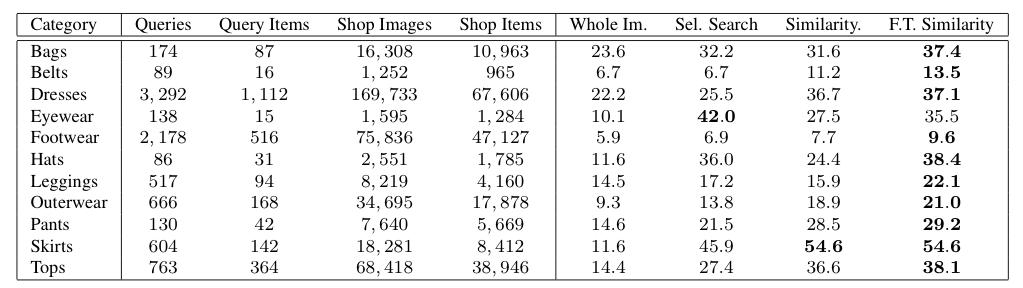 Category Queries Query Items Shop Images Shop Items Whole Im. Sel. Search Similarity. F.T. Similarity
Bags 174 87 16,308 10,963 23.6 32.2 31.6 37.4
Belts 89 16 1,252 965 6.7 6.7 11.2 13.5
Dresses 3,292 1,112 169,733 67,606 22.2 25.5 36.7 37.1
Eyewear 138 15 1,595 1,284 10.1 42.0 27.5 35.5
Footwear 2,178 516 75,836 47,127 5.9 6.9 7.7 9.6
Hats 86 31 2,551 1,785 11.6 36.0 24.4 38.4
Leggings 517 94 8,219 4,160 14.5 17.2 15.9 22.1
Outerwear 666 168 34,695 17,878 9.3 13.8 18.9 21.0
Pants 130 42 7,640 5,669 14.6 21.5 28.5 29.2
Skirts 604 142 18,281 8,412 11.6 45.9 54.6 54.6
Tops 763 364 68,418 38,946 14.4 27.4 36.6 38.1